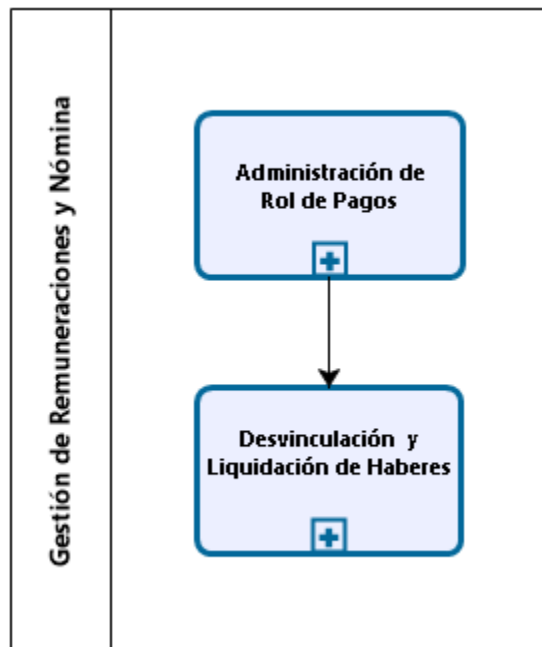 Gestión de Remuneraciones y Nómina
Administración de
Rol de Pagos
Desvinculación y
Liquidación de Haberes